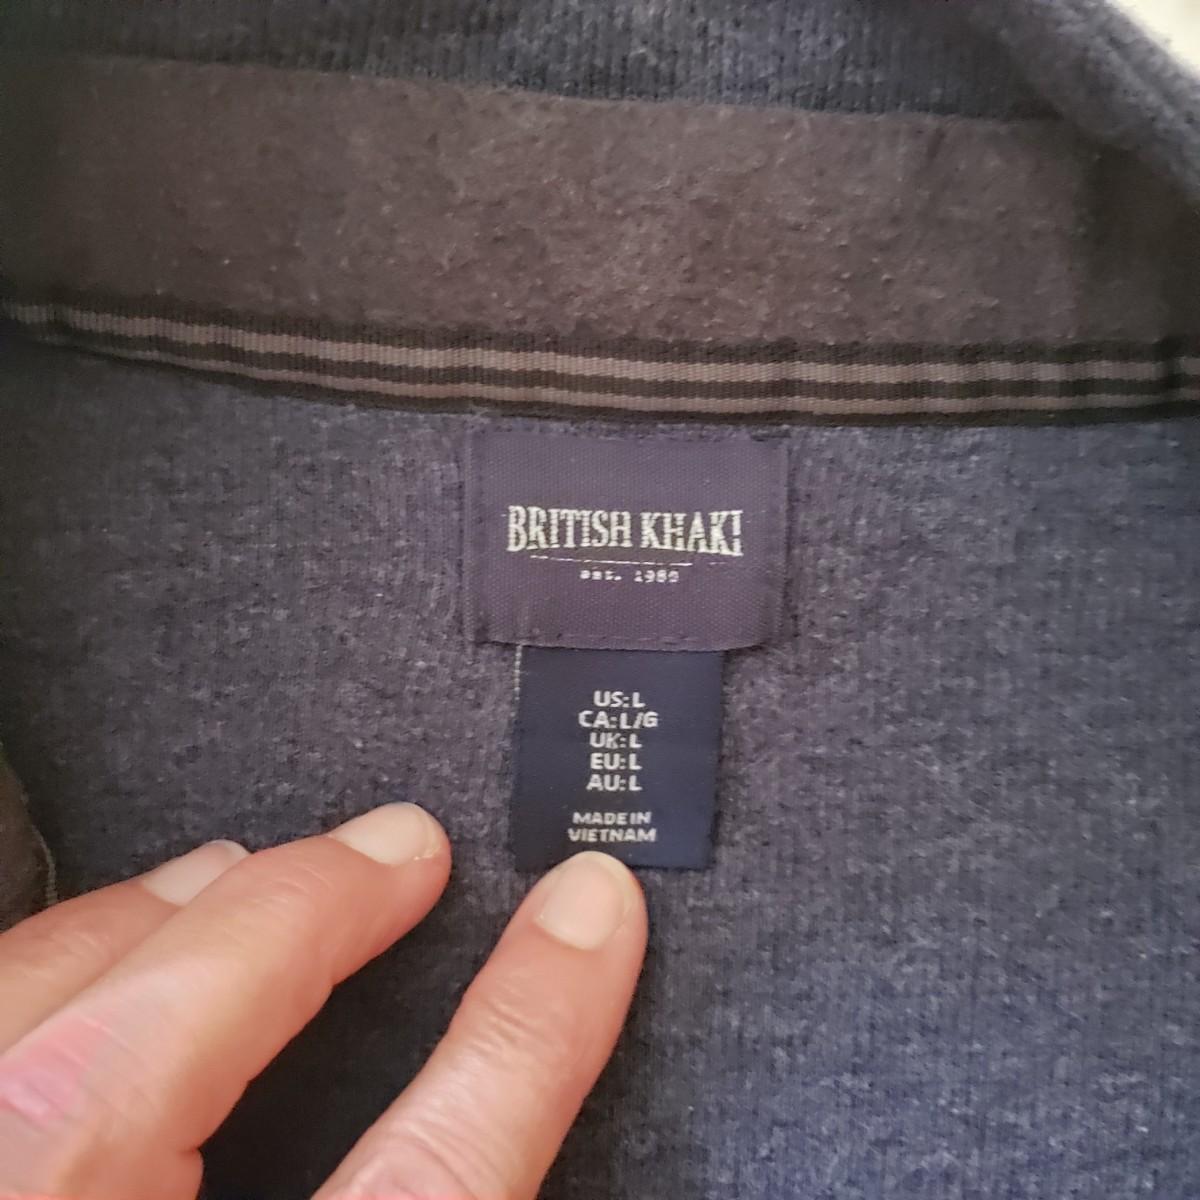 BRITISH KHAKI
est. 1980
US:L
CA:L/G
UK:L
EU:L
AU:L
MADE IN
VIETNAM